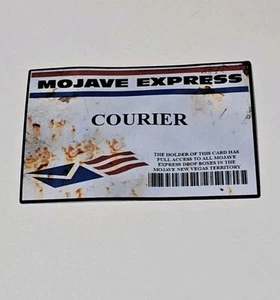 MOJAVE EXPRESS
COURIER
THE HOLDER OF THIS CARD HAS
FULL ACCESS TO ALL MOJAVE
EXPRESS DROP BOXES IN THE
MOJAVE NEW VEGAS TERRITORY